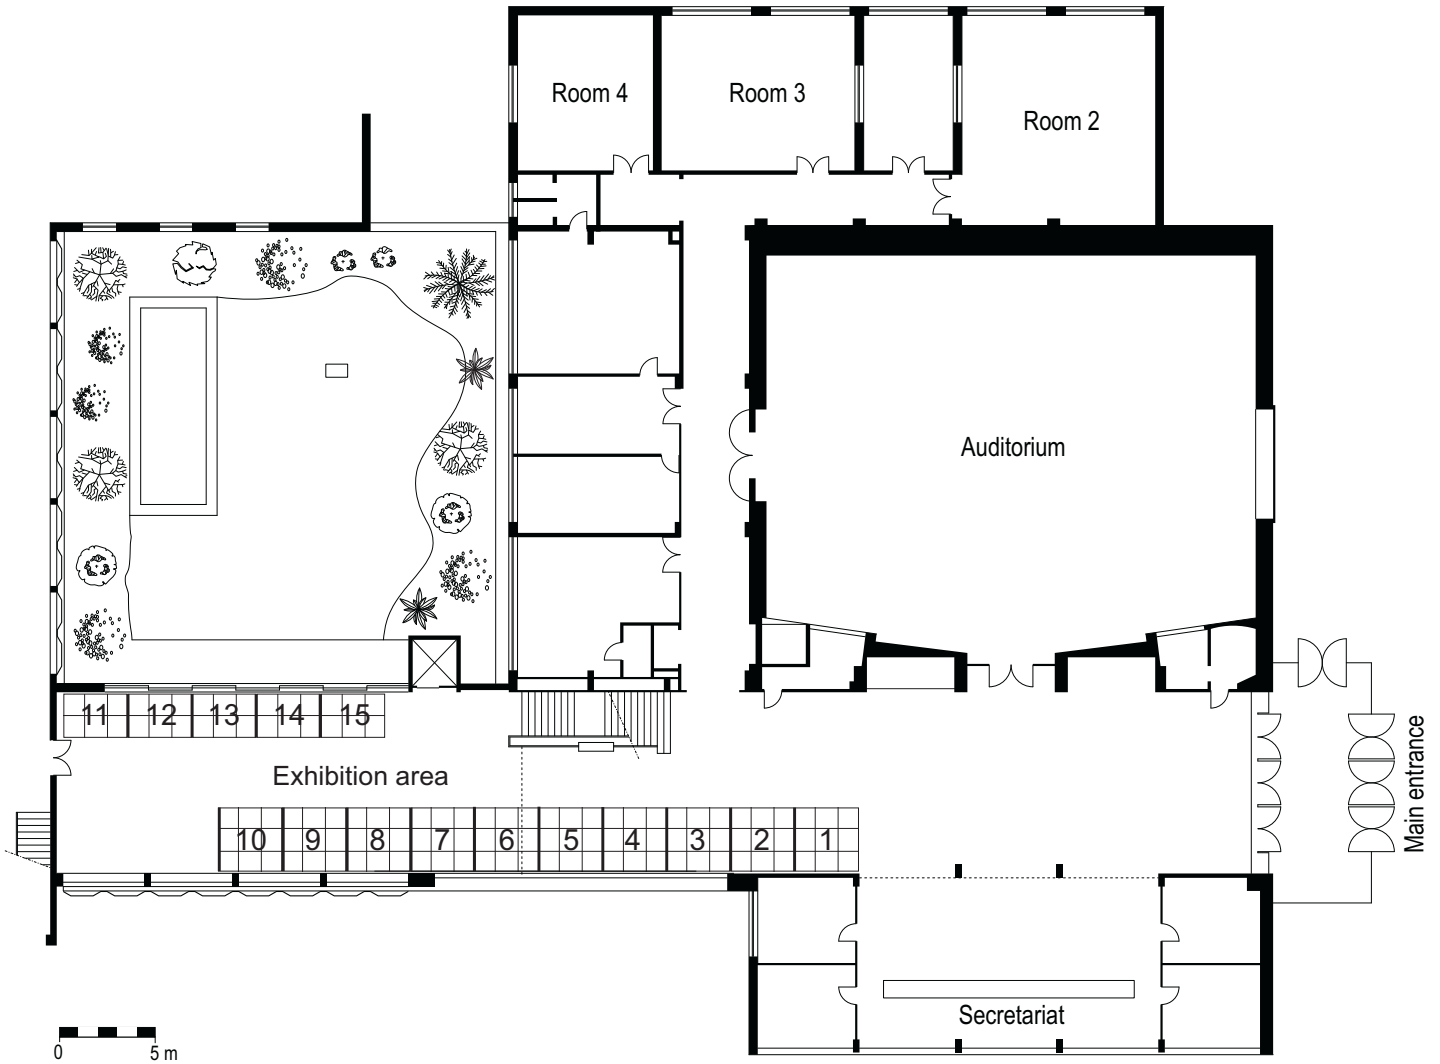 Room 4
Room 3
Room 2
Auditorium
11 12 13 14 15
Exhibition area
10 9 8 7 6 5 4 3 2 1
Main entrance
Secretariat
0 5 m